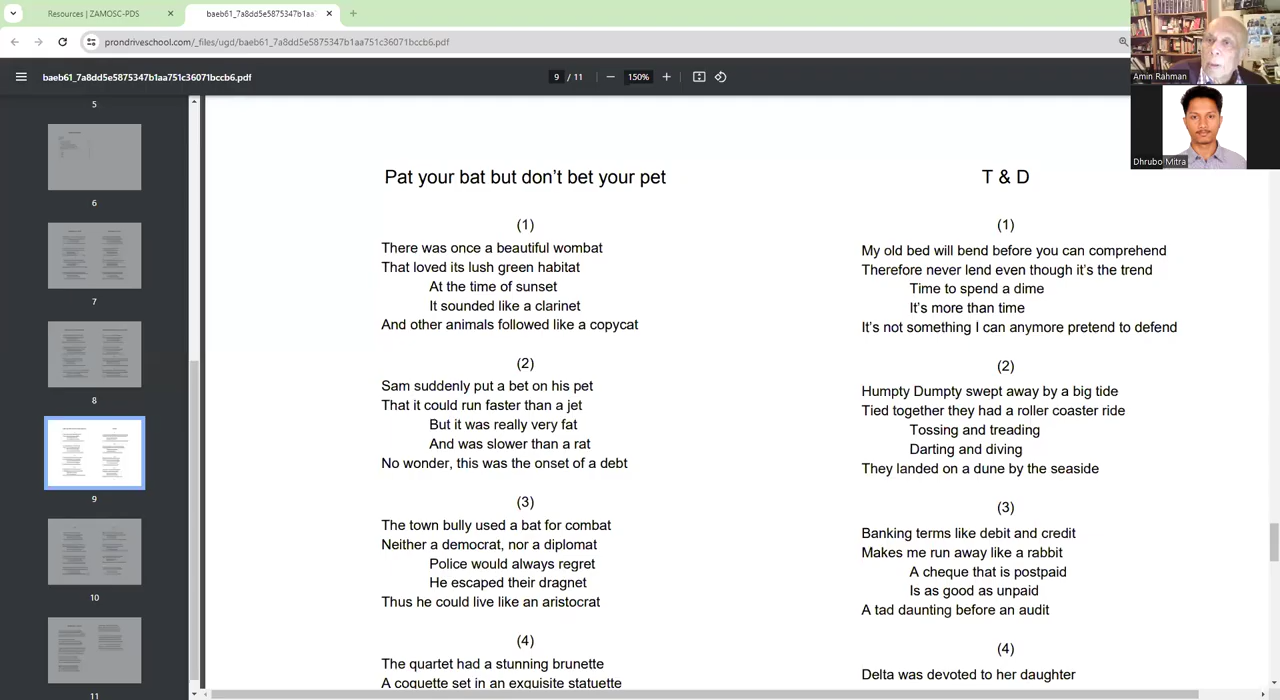 Resources | ZAMOSC-PDS
baeb61_7a8dd5e5875347b1aa7
prondriveschool.com/_files/ugd/baeb61_7a8dd5e5875347b1aa751c36071bccb6.pdf
baeb61_7a8dd5e5875347b1aa751c36071bccb6.pdf
9 / 11
150%
Amin Rahman
Dhrubo Mitra
5
6
7
8
9
10
11
Pat your bat but don't bet your pet
(1)
There was once a beautiful wombat
That loved its lush green habitat
At the time of sunset
It sounded like a clarinet
And other animals followed like a copycat
(2)
Sam suddenly put a bet on his pet
That it could run faster than a jet
But it was really very fat
And was slower than a rat
No wonder, this was the onset of a debt
(3)
The town bully used a bat for combat
Neither a democrat, nor a diplomat
Police would always regret
He escaped their dragnet
Thus he could live like an aristocrat
(4)
The quartet had a stunning brunette
A coquette set in an exquisite statuette
T & D
(1)
My old bed will bend before you can comprehend
Therefore never lend even though it's the trend
Time to spend a dime
It's more than time
It's not something I can anymore pretend to defend
(2)
Humpty Dumpty swept away by a big tide
Tied together they had a roller coaster ride
Tossing and treading
Darting and diving
They landed on a dune by the seaside
(3)
Banking terms like debit and credit
Makes me run away like a rabbit
A cheque that is postpaid
Is as good as unpaid
A tad daunting before an audit
(4)
Delta was devoted to her daughter